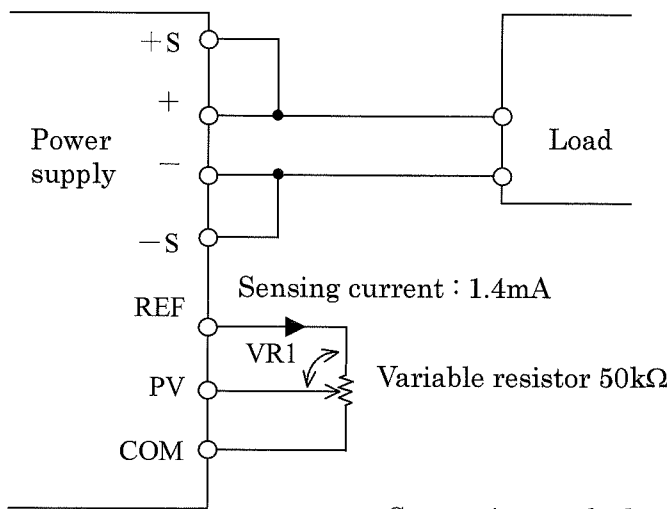 +S
+
Power
supply
−
−S
Load
REF
Sensing current : 1.4mA
VR1
PV
Variable resistor 50kΩ
COM